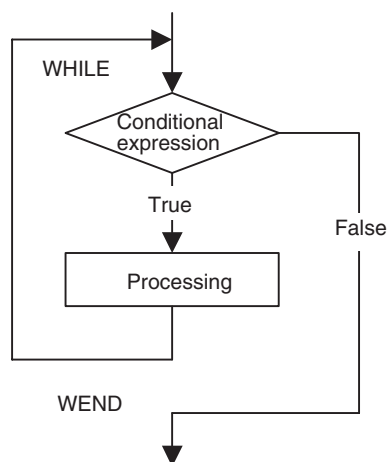 WHILE
Conditional
expression
True
False
Processing
WEND